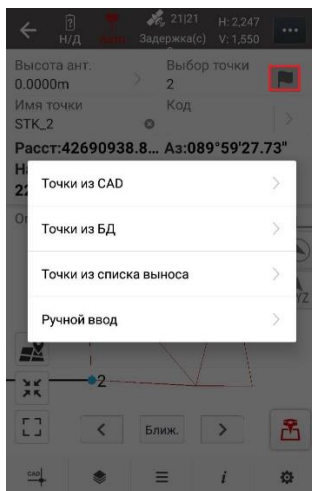 ? 21|21 H: 2,247
Н/Д Задержка(с) V: 1,550
Высота ант. Выбор точки
0.0000m 2
Имя точки Код
STK_2
Расст:42690938.8... Аз:089°59'27.73"
Точки из CAD
Точки из БД
Точки из списка выноса
Ручной ввод
YZ
2
Ближ.
CAD i